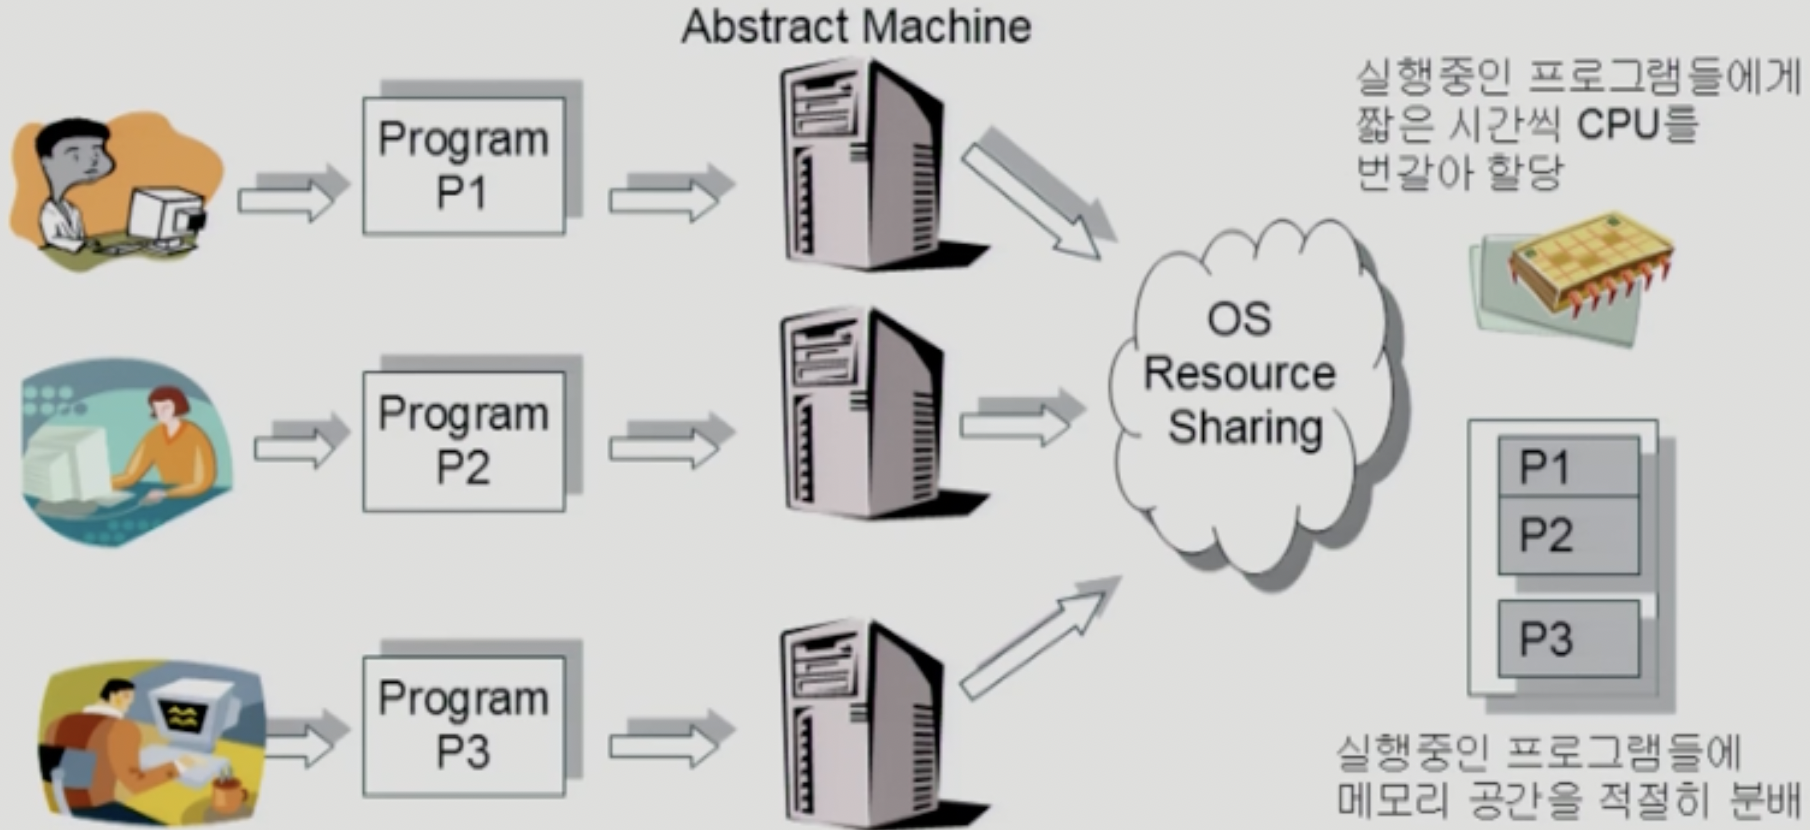 Abstract Machine
실행중인 프로그램들에게
짧은 시간씩 CPU를
번갈아 할당
Program
P1
Program
P2
Program
P3
OS
Resource
Sharing
P1
P2
P3
실행중인 프로그램들에
메모리 공간을 적절히 분배